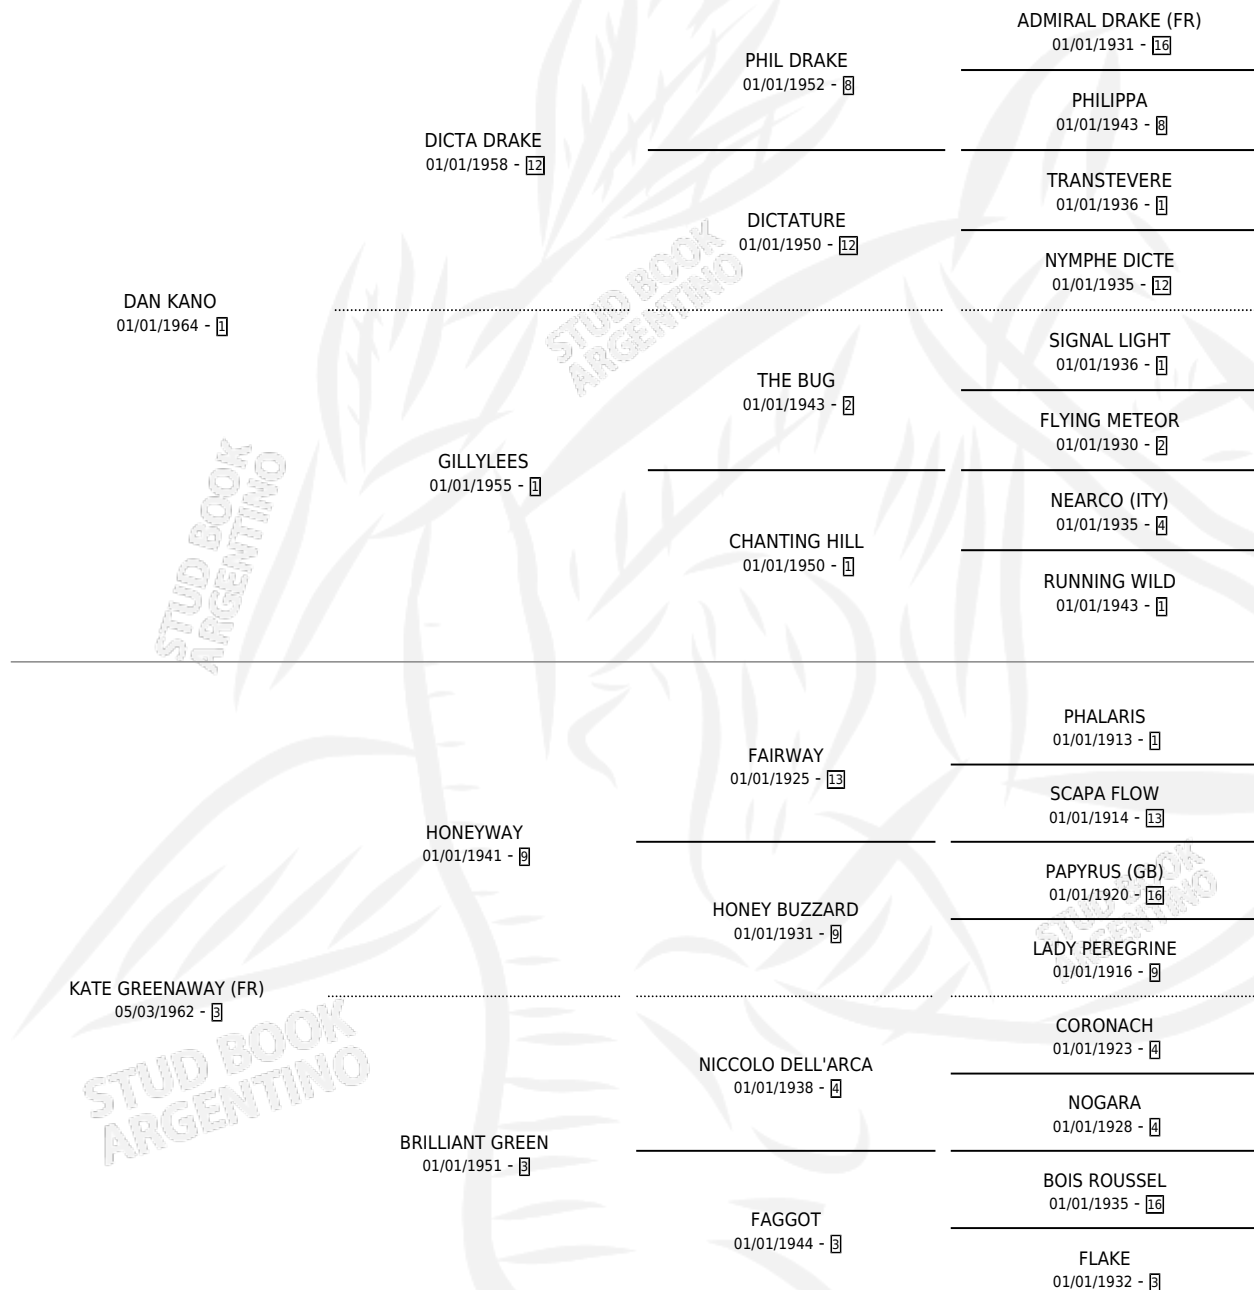 ADMIRAL DRAKE (FR)
01/01/1931 - 16
PHIL DRAKE
01/01/1952 - 8
PHILIPPA
01/01/1943 - 8
DICTA DRAKE
01/01/1958 - 12
TRANSTEVERE
01/01/1936 - 1
DICTATURE
01/01/1950 - 12
NYMPHE DICTE
01/01/1935 - 12
DAN KANO
01/01/1964 - 1
SIGNAL LIGHT
01/01/1936 - 1
THE BUG
01/01/1943 - 2
FLYING METEOR
01/01/1930 - 2
GILLYLEES
01/01/1955 - 1
NEARCO (ITY)
01/01/1935 - 4
CHANTING HILL
01/01/1950 - 1
RUNNING WILD
01/01/1943 - 1
PHALARIS
01/01/1913 - 1
FAIRWAY
01/01/1925 - 13
SCAPA FLOW
01/01/1914 - 13
HONEYWAY
01/01/1941 - 9
PAPYRUS (GB)
01/01/1920 - 16
HONEY BUZZARD
01/01/1931 - 9
LADY PEREGRINE
01/01/1916 - 9
KATE GREENAWAY (FR)
05/03/1962 - 3
CORONACH
01/01/1923 - 4
NICCOLO DELL'ARCA
01/01/1938 - 4
NOGARA
01/01/1928 - 4
BRILLIANT GREEN
01/01/1951 - 3
BOIS ROUSSEL
01/01/1935 - 16
FAGGOT
01/01/1944 - 3
FLAKE
01/01/1932 - 3
STUD BOOK
ARGENTINO
STUD BOOK
ARGENTINO
STUD BOOK
ARGENTINO
STUD BOOK
ARGENTINO